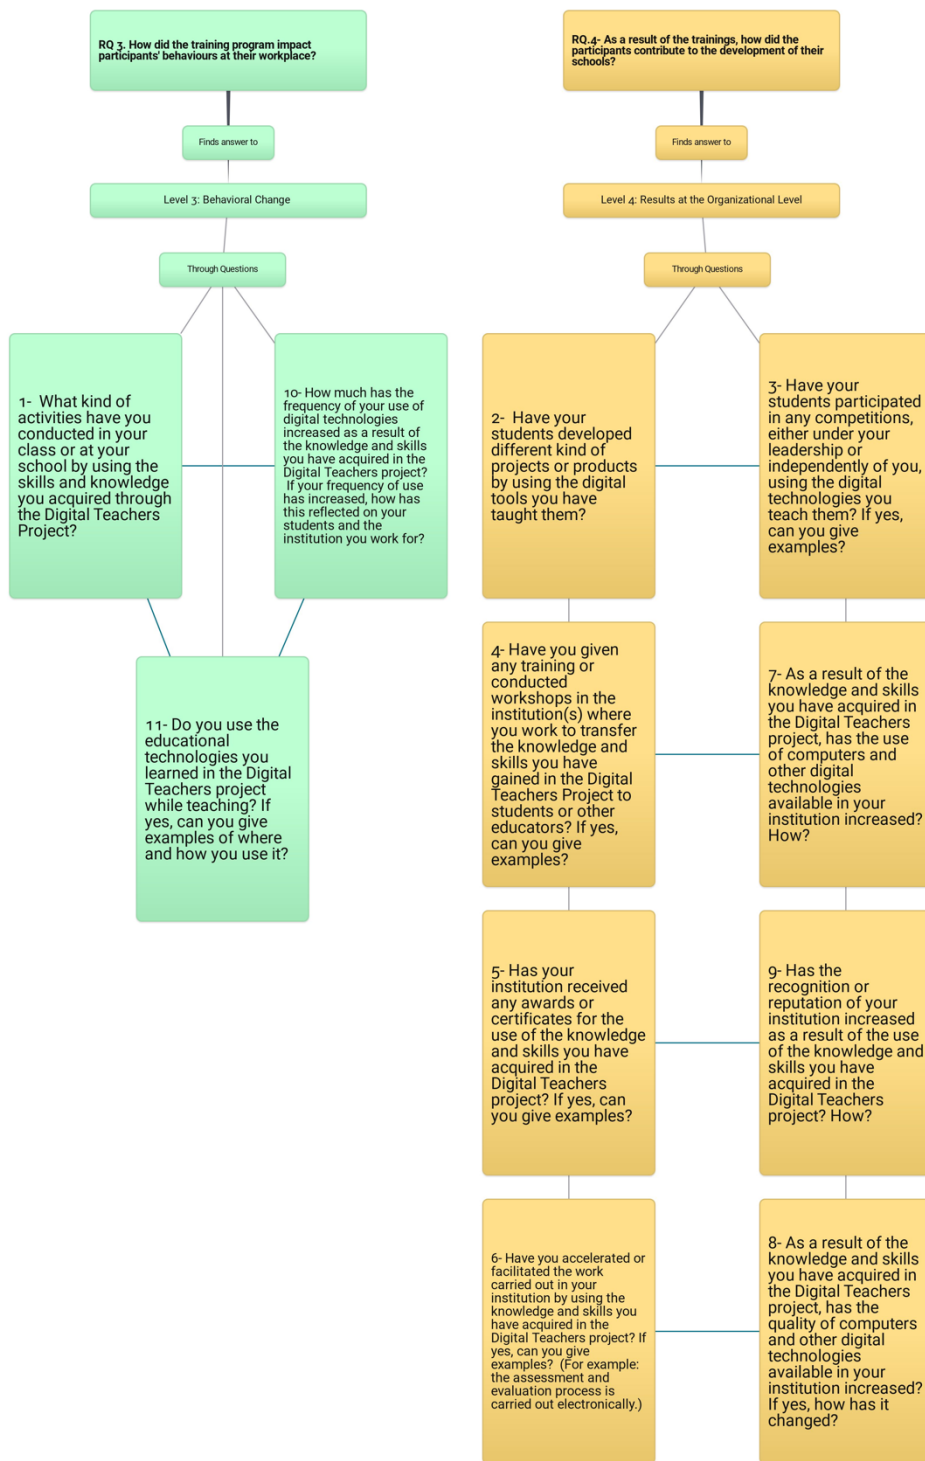 RQ 3. How did the training program impact
participants' behaviours at their workplace?
Finds answer to
Level 3: Behavioral Change
Through Questions
1- What kind of
activities have you
conducted in your
class or at your
school by using the
skills and knowledge
you acquired through
the Digital Teachers
Project?
10- How much has the
frequency of your use of
digital technologies
increased as a result of
the knowledge and skills
you have acquired in the
Digital Teachers project?
If your frequency of use
has increased, how has
this reflected on your
students and the
institution you work for?
11- Do you use the
educational
technologies you
learned in the Digital
Teachers project
while teaching? If
yes, can you give
examples of where
and how you use it?
RQ.4- As a result of the trainings, how did the
participants contribute to the development of their
schools?
Finds answer to
Level 4: Results at the Organizational Level
Through Questions
2- Have your
students developed
different kind of
projects or products
by using the digital
tools you have
taught them?
3- Have your
students participated
in any competitions,
either under your
leadership or
independently of you,
using the digital
technologies you
teach them? If yes,
can you give
examples?
4- Have you given
any training or
conducted
workshops in the
institution(s) where
you work to transfer
the knowledge and
skills you have
gained in the Digital
Teachers Project to
students or other
educators? If yes,
can you give
examples?
7- As a result of the
knowledge and skills
you have acquired in
the Digital Teachers
project, has the use
of computers and
other digital
technologies
available in your
institution increased?
How?
5- Has your
institution received
any awards or
certificates for the
use of the knowledge
and skills you have
acquired in the
Digital Teachers
project? If yes, can
you give examples?
9- Has the
recognition or
reputation of your
institution increased
as a result of the use
of the knowledge and
skills you have
acquired in the
Digital Teachers
project? How?
6- Have you accelerated or
facilitated the work
carried out in your
institution by using the
knowledge and skills you
have acquired in the
Digital Teachers project? If
yes, can you give
examples? (For example:
the assessment and
evaluation process is
carried out electronically.)
8- As a result of the
knowledge and skills
you have acquired in
the Digital Teachers
project, has the
quality of computers
and other digital
technologies
available in your
institution increased?
If yes, how has it
changed?